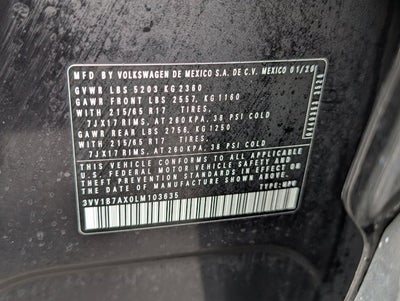 MFD. BY VOLKSWAGEN DE MEXICO S.A. DE C.V. MEXICO 01/20
GVWR LBS 5203 KG 2360
GAWR FRONT LBS 2557, KG 1160
WITH 215/65 R17 TIRES,
7JX17 RIMS, AT 260KPA, 38 PSI COLD
GAWR REAR LBS 2756, KG 1250
WITH 215/65 R17 TIRES,
7JX17 RIMS, AT 260KPA, 38 PSI COLD
THIS VEHICLE CONFORMS TO ALL APPLICABLE
U.S. FEDERAL MOTOR VEHICLE SAFETY AND
THEFT PREVENTION STANDARDS IN EFFECT ON
THE DATE OF MANUFACTURE SHOWN ABOVE.
3VV1B7AX0LM103635 TYPE: MPV